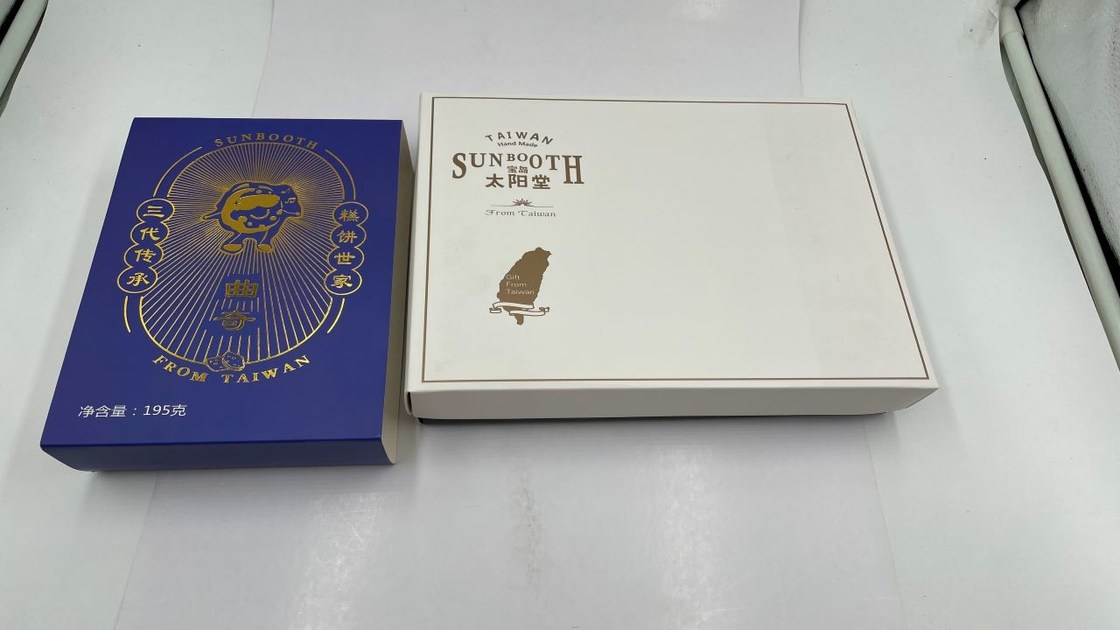 SUNBOOTH
三代传承
糕饼世家
曲奇
FROM TAIWAN
净含量：195克
TAIWAN
Hand Made
SUNBOOTH
宝岛
太阳堂
From Taiwan
Gift
From
Taiwan